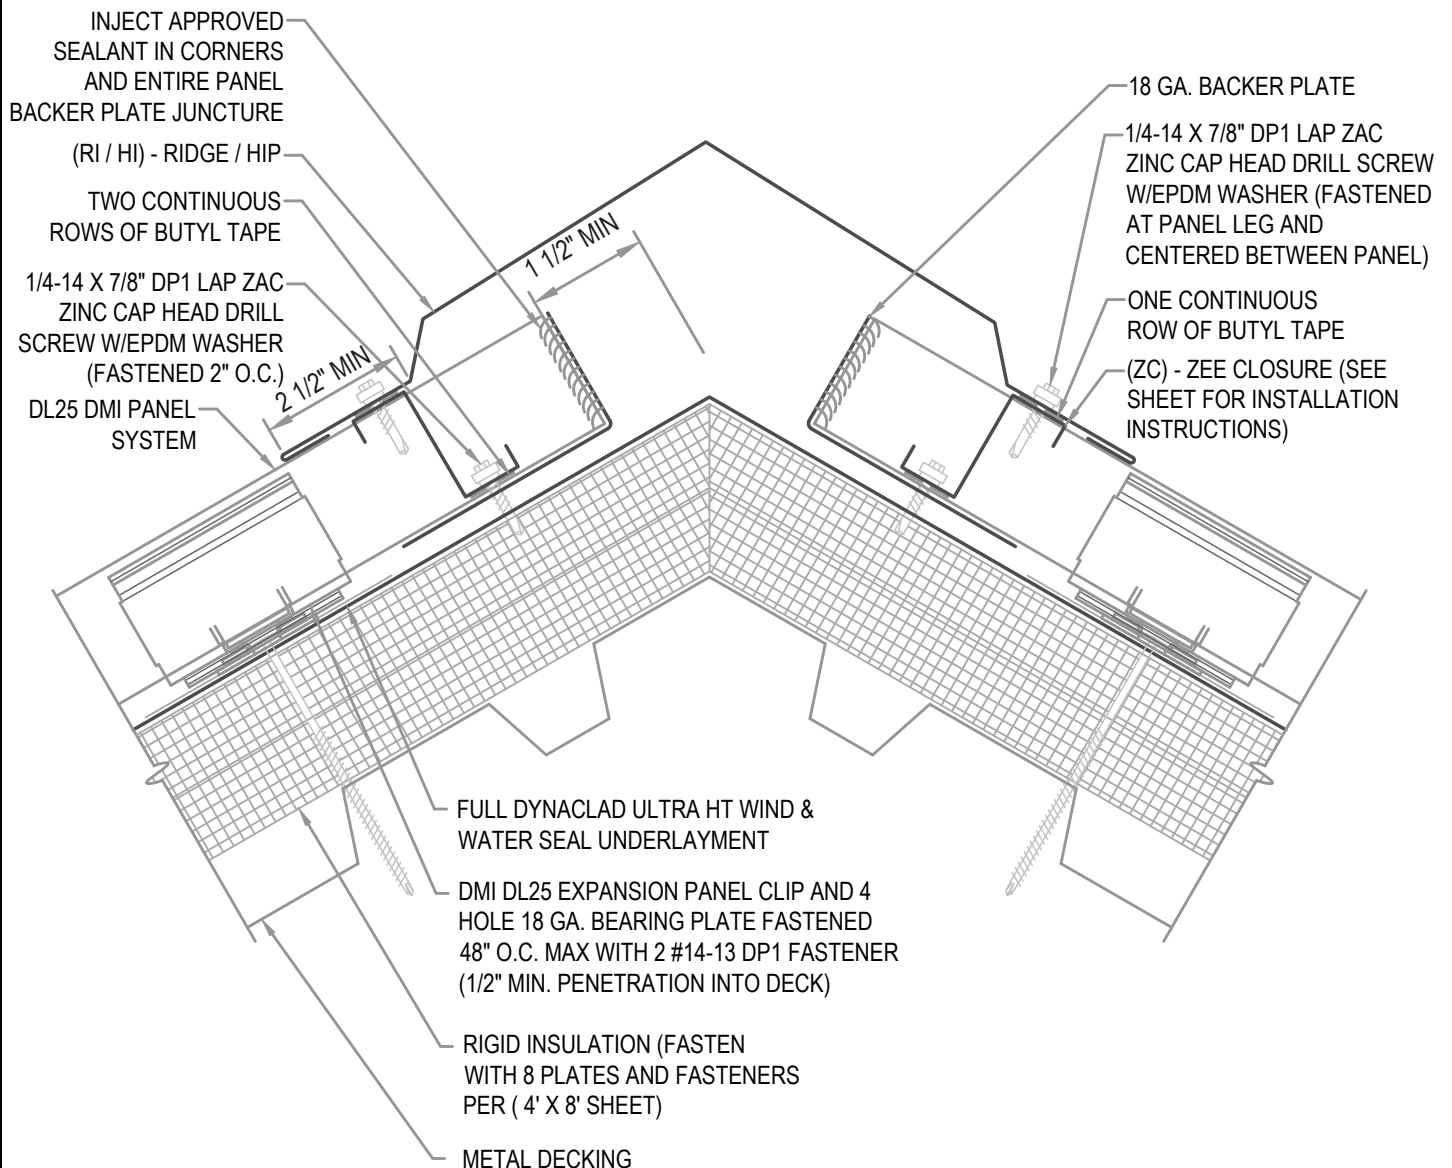 INJECT APPROVED
SEALANT IN CORNERS
AND ENTIRE PANEL
BACKER PLATE JUNCTURE
(RI / HI) - RIDGE / HIP
TWO CONTINUOUS
ROWS OF BUTYL TAPE
1/4-14 X 7/8" DP1 LAP ZAC
ZINC CAP HEAD DRILL
SCREW W/EPDM WASHER
(FASTENED 2" O.C.)
DL25 DMI PANEL
SYSTEM
2 1/2" MIN
1 1/2" MIN
18 GA. BACKER PLATE
1/4-14 X 7/8" DP1 LAP ZAC
ZINC CAP HEAD DRILL SCREW
W/EPDM WASHER (FASTENED
AT PANEL LEG AND
CENTERED BETWEEN PANEL)
ONE CONTINUOUS
ROW OF BUTYL TAPE
(ZC) - ZEE CLOSURE (SEE
SHEET FOR INSTALLATION
INSTRUCTIONS)
FULL DYNACLAD ULTRA HT WIND &
WATER SEAL UNDERLAYMENT
DMI DL25 EXPANSION PANEL CLIP AND 4
HOLE 18 GA. BEARING PLATE FASTENED
48" O.C. MAX WITH 2 #14-13 DP1 FASTENER
(1/2" MIN. PENETRATION INTO DECK)
RIGID INSULATION (FASTEN
WITH 8 PLATES AND FASTENERS
PER ( 4' X 8' SHEET)
METAL DECKING